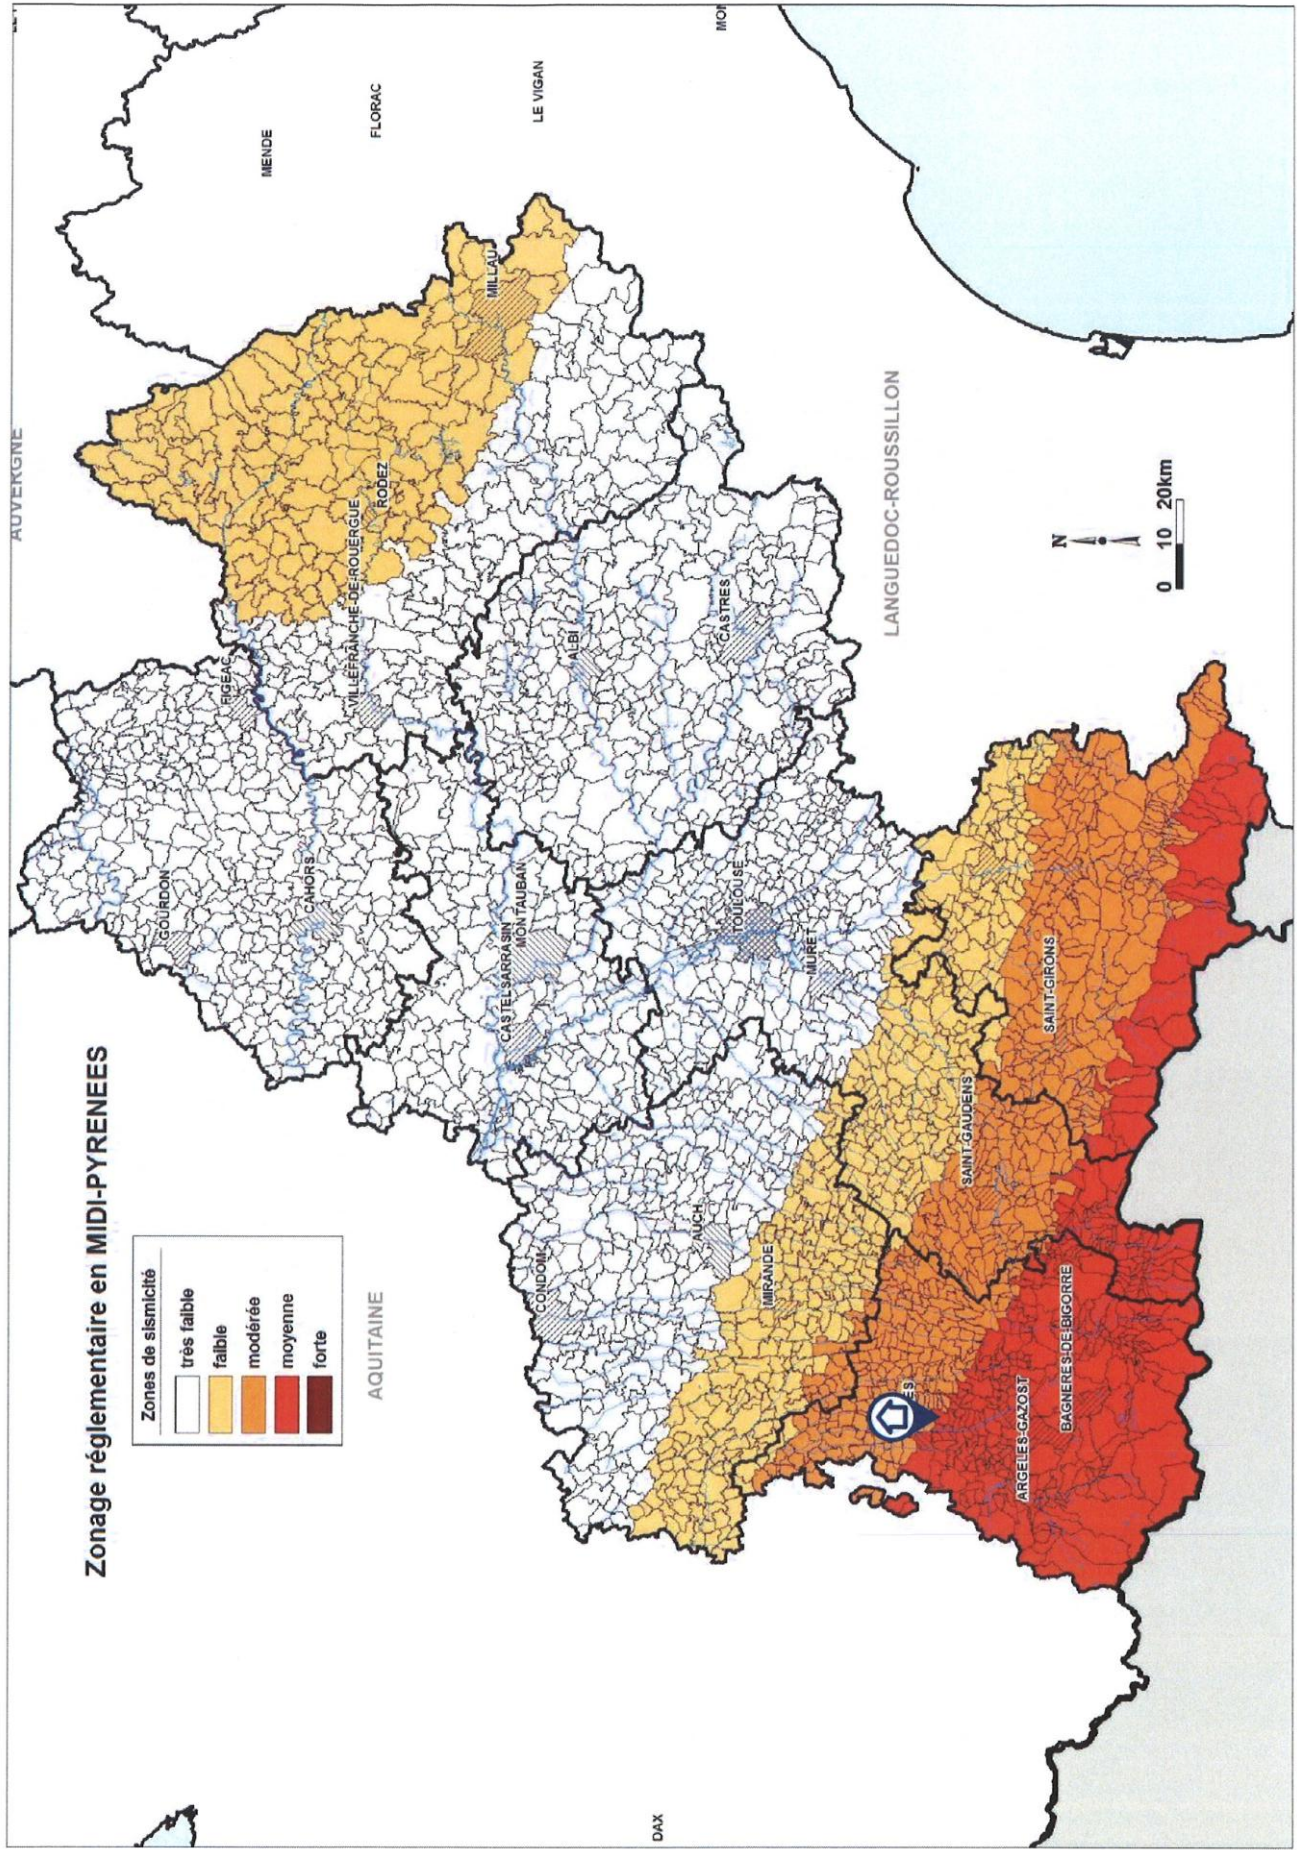 Zonage réglementaire en MIDI-PYRENEES
Zones de sismicité
très faible
faible
modérée
moyenne
forte
AUVERGNE
AQUITAINE
LANGUEDOC-ROUSSILLON
MENDE
FLORAC
LE VIGAN
GOURDON
FIGEAC
CAHORS
VILLEFRANCHE-DE-ROUERGUE
RODEZ
MILLAU
CASTELSARRASIN
MONTAUBAN
ALBI
CONDOM
AUCH
TOULOUSE
CASTRES
MIRANDE
MURET
DAX
SAINT-GAUDENS
SAINT-GIRONS
ARGELES-GAZOST
BAGNERES-DE-BIGORRE
N
0 10 20km